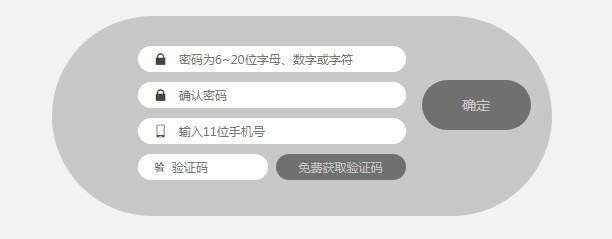 密码为6~20位字母、数字或字符
确认密码
确定
输入11位手机号
验 验证码 免费获取验证码